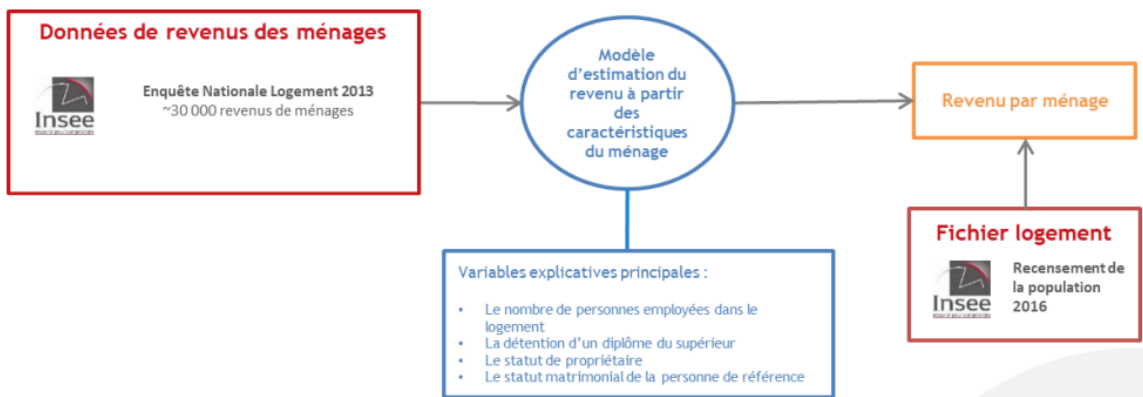 Données de revenus des ménages
Insee
Enquête Nationale Logement 2013
~30 000 revenus de ménages
Modèle
d'estimation du
revenu à partir
des
caractéristiques
du ménage
Revenu par ménage
Variables explicatives principales :
• Le nombre de personnes employées dans le
logement
• La détention d'un diplôme du supérieur
• Le statut de propriétaire
• Le statut matrimonial de la personne de référence
Fichier logement
Insee
Recensement de
la population
2016